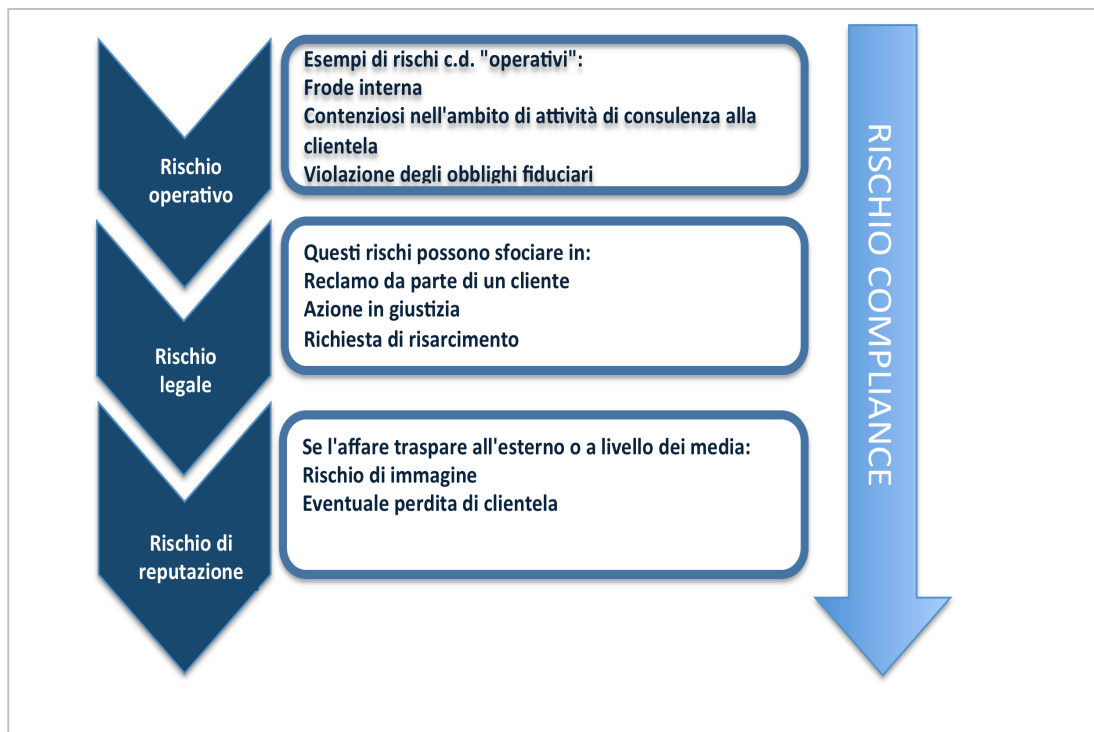 Rischio
operativo
Esempi di rischi c.d. "operativi":
Frode interna
Contenziosi nell'ambito di attività di consulenza alla
clientela
Violazione degli obblighi fiduciari
Rischio
legale
Questi rischi possono sfociare in:
Reclamo da parte di un cliente
Azione in giustizia
Richiesta di risarcimento
Rischio di
reputazione
Se l'affare traspare all'esterno o a livello dei media:
Rischio di immagine
Eventuale perdita di clientela
RISCHIO COMPLIANCE